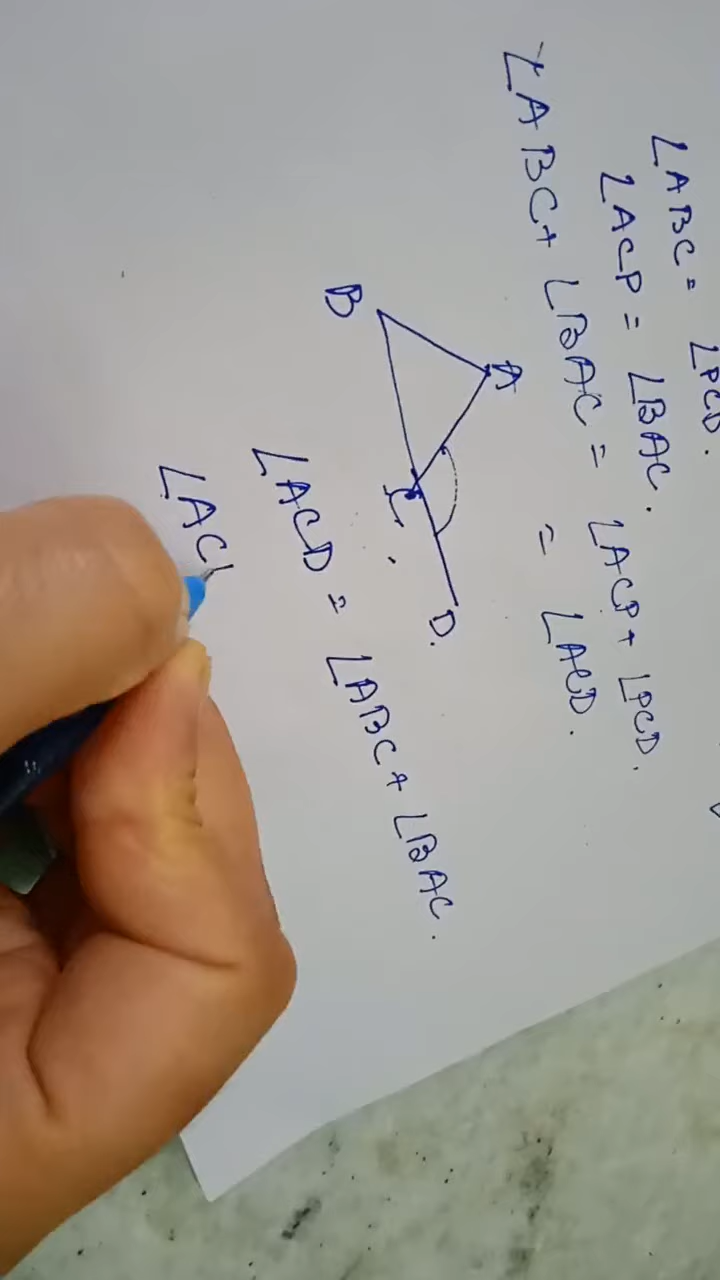 ∠ABC = ∠PCD.
∠ACP = ∠BAC.
∠ABC + ∠BAC = ∠ACP + ∠PCD.
= ∠ACD.
A
B
C
D.
∠ACD = ∠ABC + ∠BAC.
∠AC